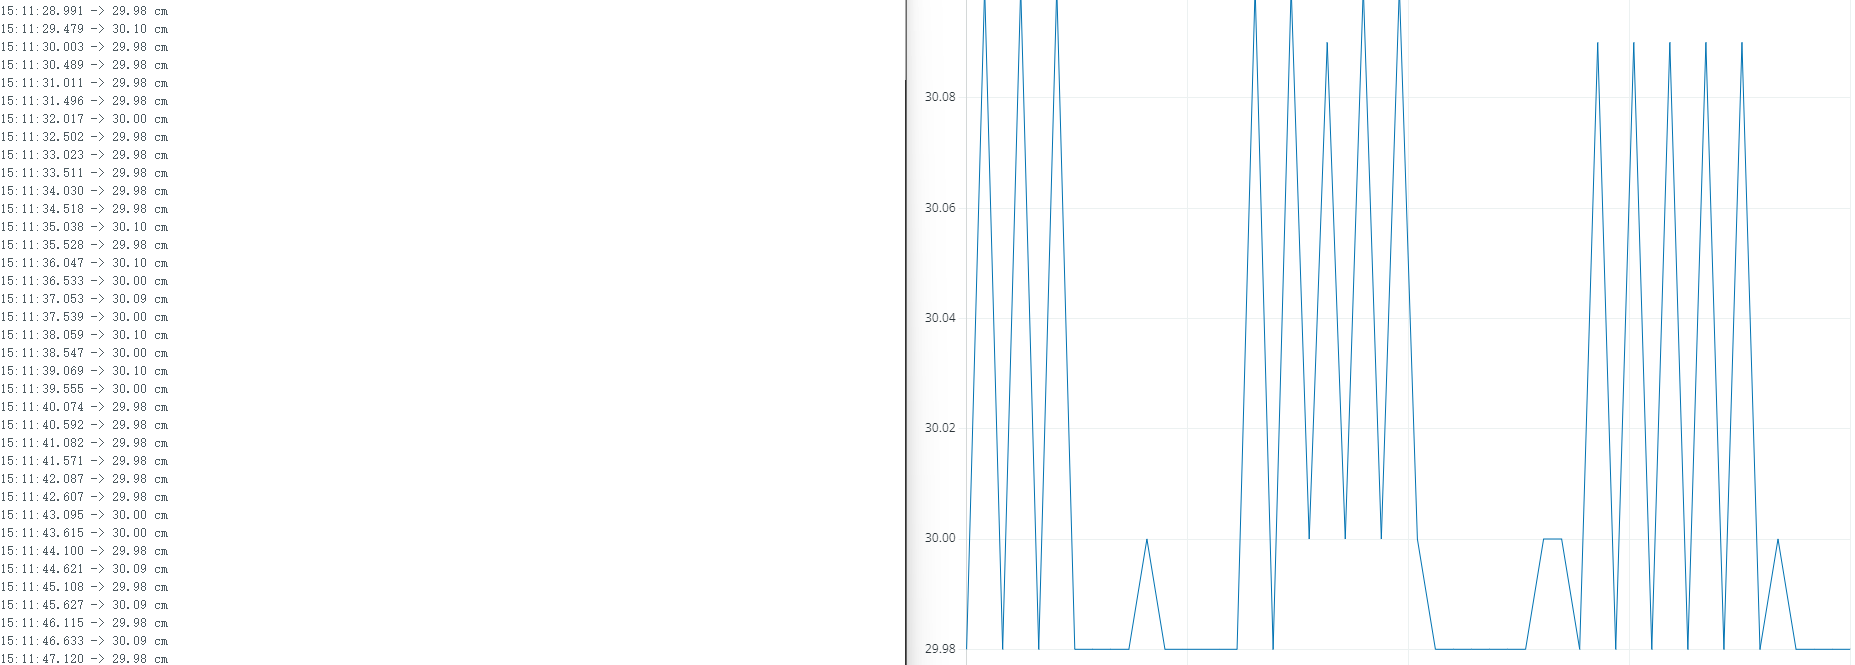 15:11:28.991 -> 29.98 cm
15:11:29.479 -> 30.10 cm
15:11:30.003 -> 29.98 cm
15:11:30.489 -> 29.98 cm
15:11:31.011 -> 29.98 cm
15:11:31.496 -> 29.98 cm
15:11:32.017 -> 30.00 cm
15:11:32.502 -> 29.98 cm
15:11:33.023 -> 29.98 cm
15:11:33.511 -> 29.98 cm
15:11:34.030 -> 29.98 cm
15:11:34.518 -> 29.98 cm
15:11:35.038 -> 30.10 cm
15:11:35.528 -> 29.98 cm
15:11:36.047 -> 30.10 cm
15:11:36.533 -> 30.00 cm
15:11:37.053 -> 30.09 cm
15:11:37.539 -> 30.00 cm
15:11:38.059 -> 30.10 cm
15:11:38.547 -> 30.00 cm
15:11:39.069 -> 30.10 cm
15:11:39.555 -> 30.00 cm
15:11:40.074 -> 29.98 cm
15:11:40.592 -> 29.98 cm
15:11:41.082 -> 29.98 cm
15:11:41.571 -> 29.98 cm
15:11:42.087 -> 29.98 cm
15:11:42.607 -> 29.98 cm
15:11:43.095 -> 30.00 cm
15:11:43.615 -> 30.00 cm
15:11:44.100 -> 29.98 cm
15:11:44.621 -> 30.09 cm
15:11:45.108 -> 29.98 cm
15:11:45.627 -> 30.09 cm
15:11:46.115 -> 29.98 cm
15:11:46.633 -> 30.09 cm
15:11:47.120 -> 29.98 cm
30.08
30.06
30.04
30.02
30.00
29.98